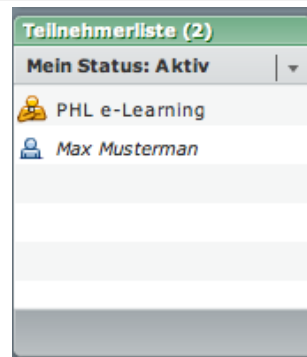 Teilnehmerliste (2)
Mein Status: Aktiv
PHL e-Learning
Max Musterman